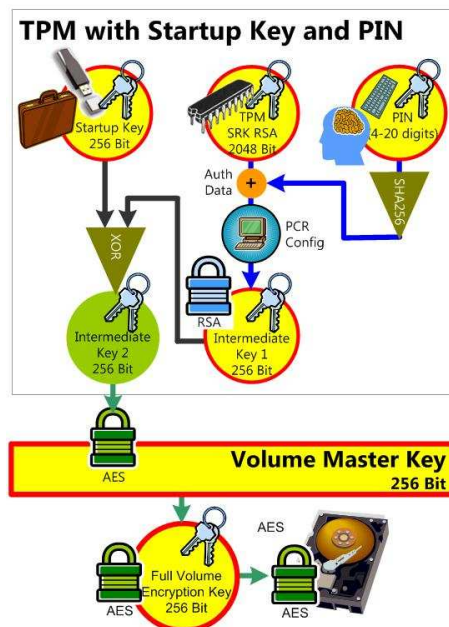 TPM with Startup Key and PIN
Startup Key
256 Bit
TPM
SRK RSA
2048 Bit
PIN
(4-20 digits)
Auth
Data
+
SHA256
XOR
PCR
Config
RSA
Intermediate
Key 2
256 Bit
Intermediate
Key 1
256 Bit
AES
Volume Master Key
256 Bit
AES
Full Volume
Encryption Key
256 Bit
AES
AES